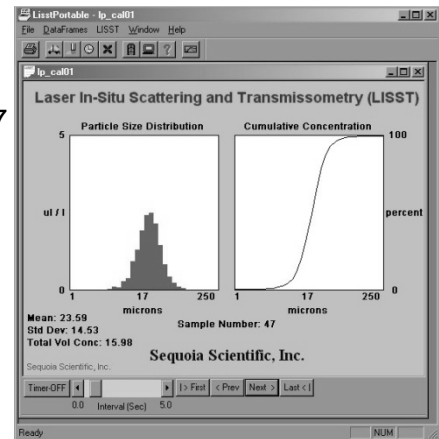 LisstPortable - lp_cal01
File DataFrames LISST Window Help
lp_cal01
7
Laser In-Situ Scattering and Transmissometry (LISST)
Particle Size Distribution Cumulative Concentration
5 100
ul / l percent
0 0
1 17 250 1 17 250
microns microns
Mean: 23.59
Std Dev: 14.53
Total Vol Conc: 15.98
Sample Number: 47
Sequoia Scientific, Inc.
Sequoia Scientific, Inc.
Timer-OFF |> First < Prev Next > Last <|
0.0 Interval (Sec) 5.0
Ready NUM